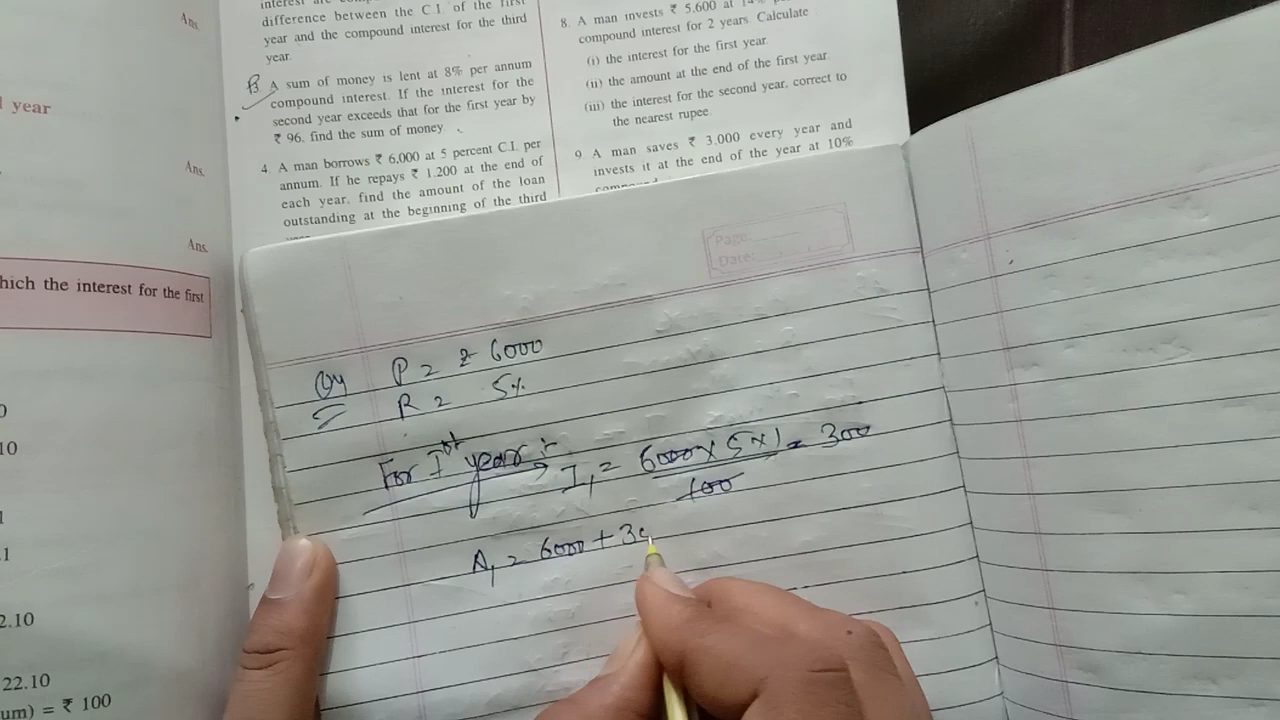 Ans.
year
Ans.
Ans.
hich the interest for the first
10
2.10
22.10
um) = ₹ 100
difference between the C.I. of the first
year and the compound interest for the third
year.
3. A sum of money is lent at 8% per annum
compound interest. If the interest for the
second year exceeds that for the first year by
₹ 96, find the sum of money
4. A man borrows ₹ 6,000 at 5 percent C.I. per
annum. If he repays ₹ 1,200 at the end of
each year, find the amount of the loan
outstanding at the beginning of the third
8. A man invests ₹ 5,600 at 14%
compound interest for 2 years. Calculate
(i) the interest for the first year.
(ii) the amount at the end of the first year.
(iii) the interest for the second year, correct to
the nearest rupee.
9. A man saves ₹ 3,000 every year and
invests it at the end of the year at 10%
Page:
Date:
P = ₹ 6000
R = 5%
For Ist year :-
I₁ = 6000 × 5 × 1 = 300
100
A₁ = 6000 + 30